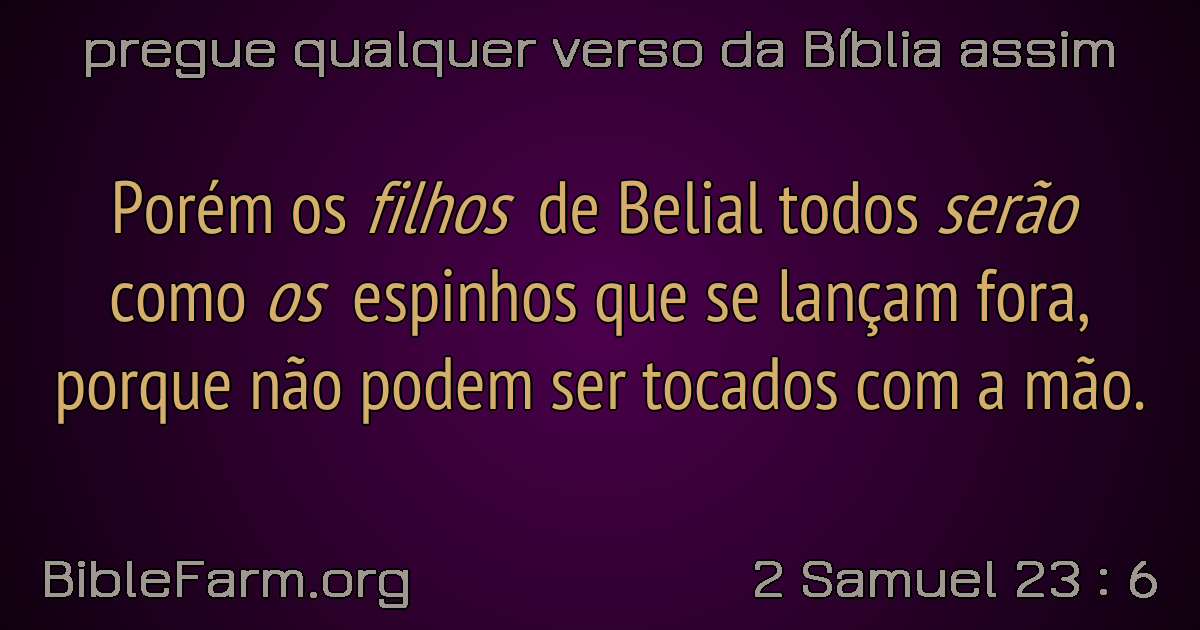 pregue qualquer verso da Bíblia assim
Porém os filhos de Belial todos serão
como os espinhos que se lançam fora,
porque não podem ser tocados com a mão.
BibleFarm.org
2 Samuel 23 : 6